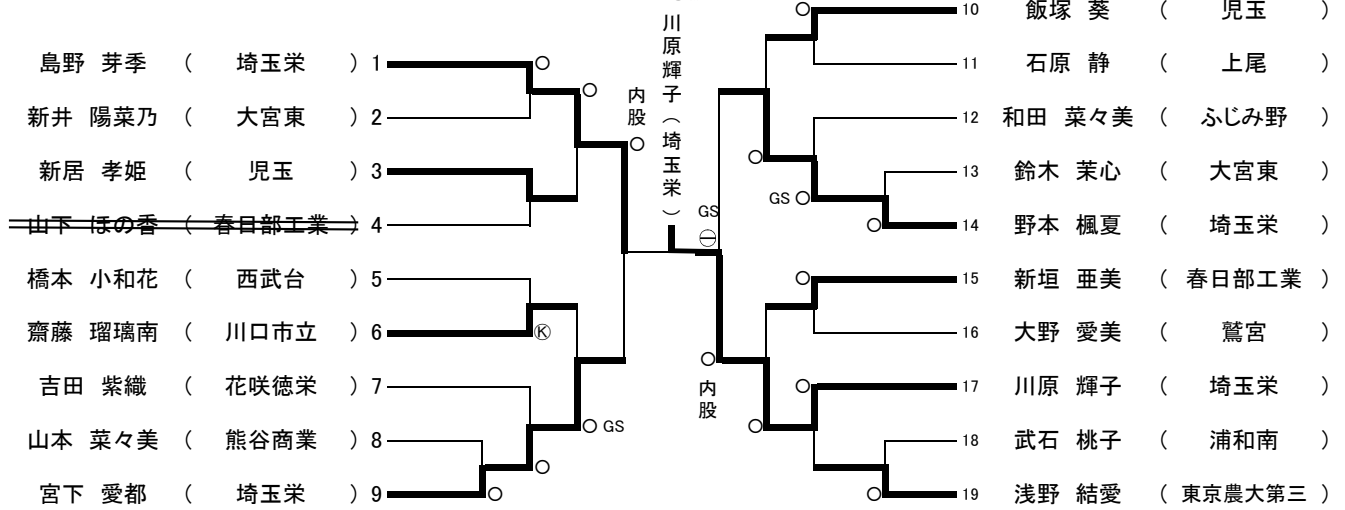 島野 芽季 ( 埼玉栄 ) 1
新井 陽菜乃 ( 大宮東 ) 2
新居 孝姫 ( 児玉 ) 3
山下 ほの香 ( 春日部工業 ) 4
橋本 小和花 ( 西武台 ) 5
齋藤 瑠璃南 ( 川口市立 ) 6
Ⓚ
吉田 紫織 ( 花咲徳栄 ) 7
山本 菜々美 ( 熊谷商業 ) 8
宮下 愛都 ( 埼玉栄 ) 9
○ GS
内股
川原輝子(埼玉栄)
GS
内股
10 飯塚 葵 ( 児玉 )
11 石原 静 ( 上尾 )
12 和田 菜々美 ( ふじみ野 )
13 鈴木 茉心 ( 大宮東 )
GS ○
14 野本 楓夏 ( 埼玉栄 )
15 新垣 亜美 ( 春日部工業 )
16 大野 愛美 ( 鷲宮 )
17 川原 輝子 ( 埼玉栄 )
18 武石 桃子 ( 浦和南 )
19 浅野 結愛 ( 東京農大第三 )